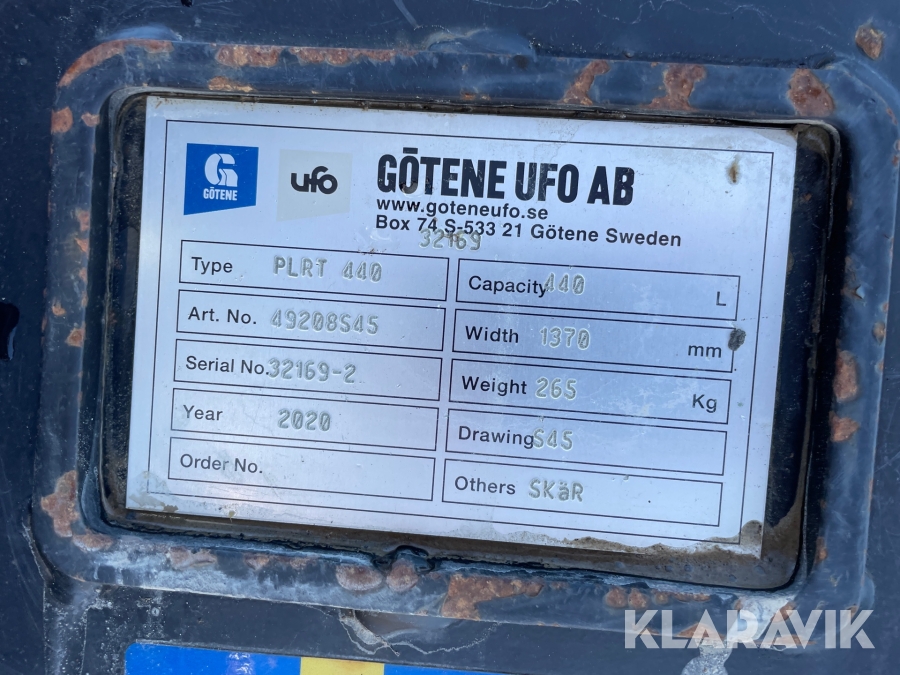 GÖTENE
ufo
GÖTENE UFO AB
www.goteneufo.se
Box 74 S-533 21 Götene Sweden
32169
Type PLRT 440
Capacity 440 L
Art. No. 49208S45
Width 1370 mm
Serial No. 32169-2
Weight 265 Kg
Year 2020
Drawing S45
Order No.
Others SKäR
KLARAVIK